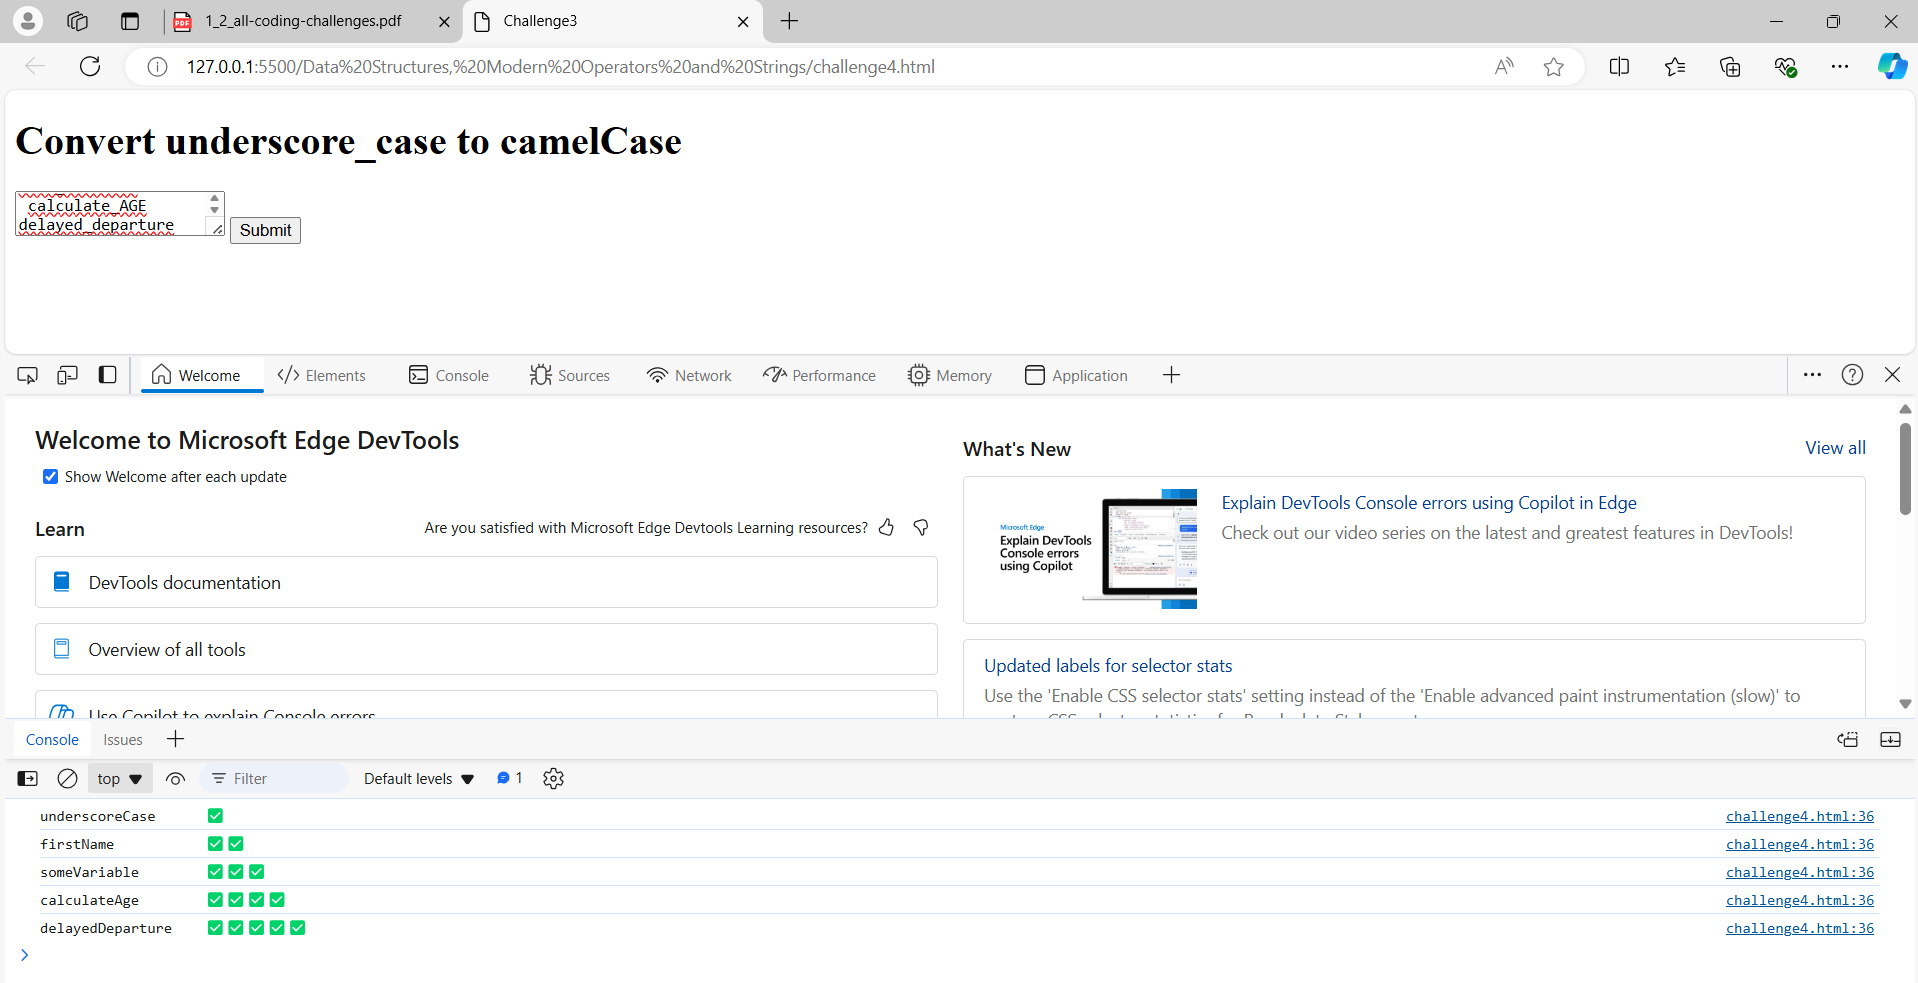 1_2_all-coding-challenges.pdf
Challenge3
127.0.0.1:5500/Data%20Structures,%20Modern%20Operators%20and%20Strings/challenge4.html
Convert underscore_case to camelCase
calculate_AGE
delayed_departure
Submit
Welcome
Elements
Console
Sources
Network
Performance
Memory
Application
Welcome to Microsoft Edge DevTools
Show Welcome after each update
Learn
Are you satisfied with Microsoft Edge Devtools Learning resources?
DevTools documentation
Overview of all tools
Use Copilot to explain Console errors
What's New
View all
Microsoft Edge
Explain DevTools
Console errors
using Copilot
Explain DevTools Console errors using Copilot in Edge
Check out our video series on the latest and greatest features in DevTools!
Updated labels for selector stats
Use the 'Enable CSS selector stats' setting instead of the 'Enable advanced paint instrumentation (slow)' to
Console
Issues
top
Filter
Default levels
1
underscoreCase ✅ challenge4.html:36
firstName ✅✅ challenge4.html:36
someVariable ✅✅✅ challenge4.html:36
calculateAge ✅✅✅✅ challenge4.html:36
delayedDeparture ✅✅✅✅✅ challenge4.html:36